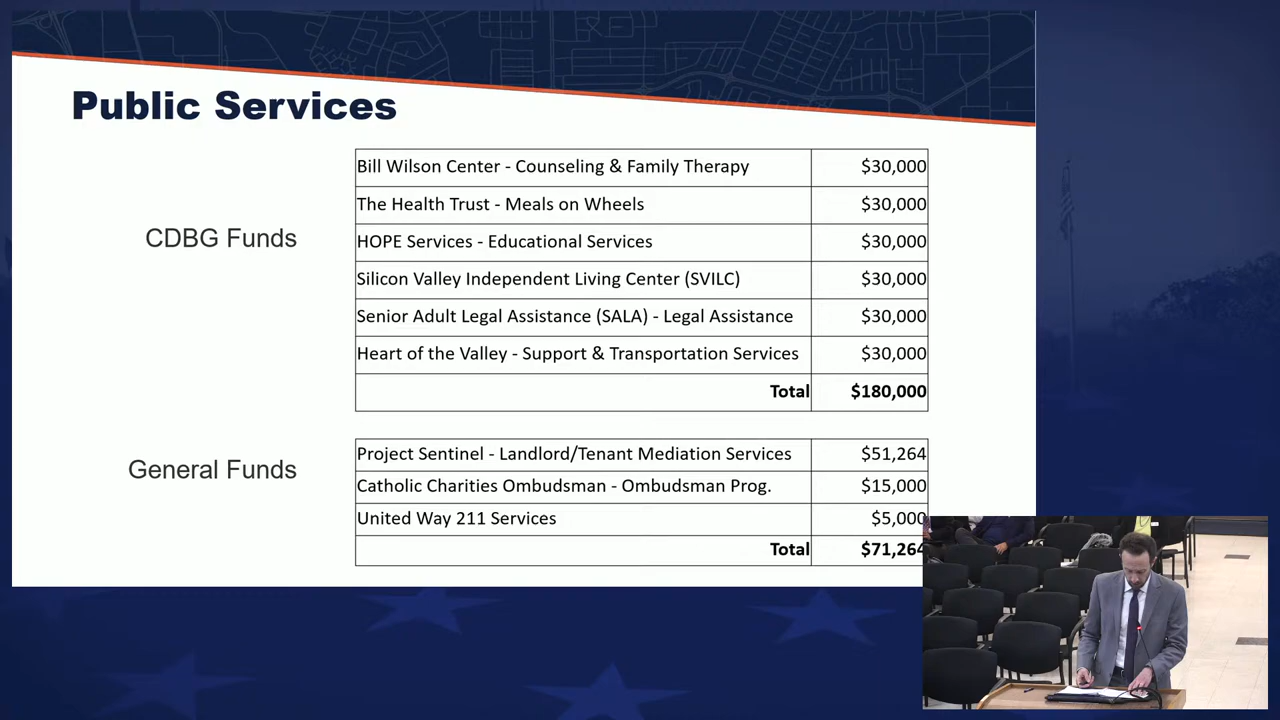 Public Services
CDBG Funds
Bill Wilson Center - Counseling & Family Therapy $30,000
The Health Trust - Meals on Wheels $30,000
HOPE Services - Educational Services $30,000
Silicon Valley Independent Living Center (SVILC) $30,000
Senior Adult Legal Assistance (SALA) - Legal Assistance $30,000
Heart of the Valley - Support & Transportation Services $30,000
Total $180,000
General Funds
Project Sentinel - Landlord/Tenant Mediation Services $51,264
Catholic Charities Ombudsman - Ombudsman Prog. $15,000
United Way 211 Services $5,000
Total $71,264